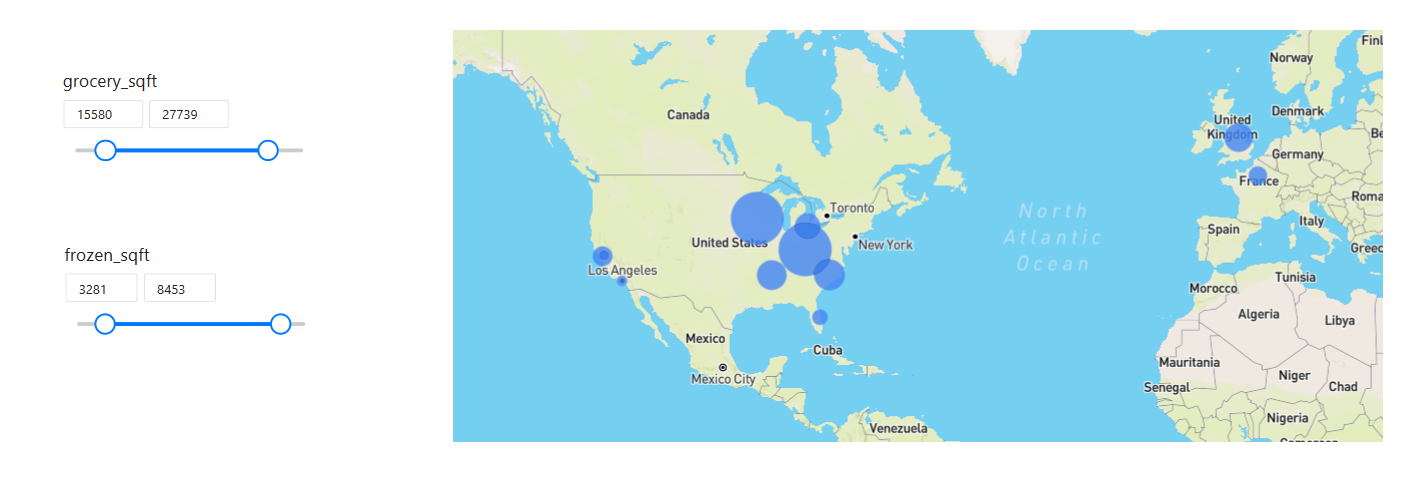 grocery_sqft
15580 27739
frozen_sqft
3281 8453
Finl
Norway
Canada
United
Kingdom
Denmark
Be
Germany
France
Roma
Toronto
North
Atlantic
Ocean
Italy
Spain
United States
New York
Greec
Los Angeles
Tunisia
Morocco
Algeria
Libya
Mexico
Cuba
Mauritania
Mexico City
Niger
Chad
Senegal
Nigeria
Venezuela